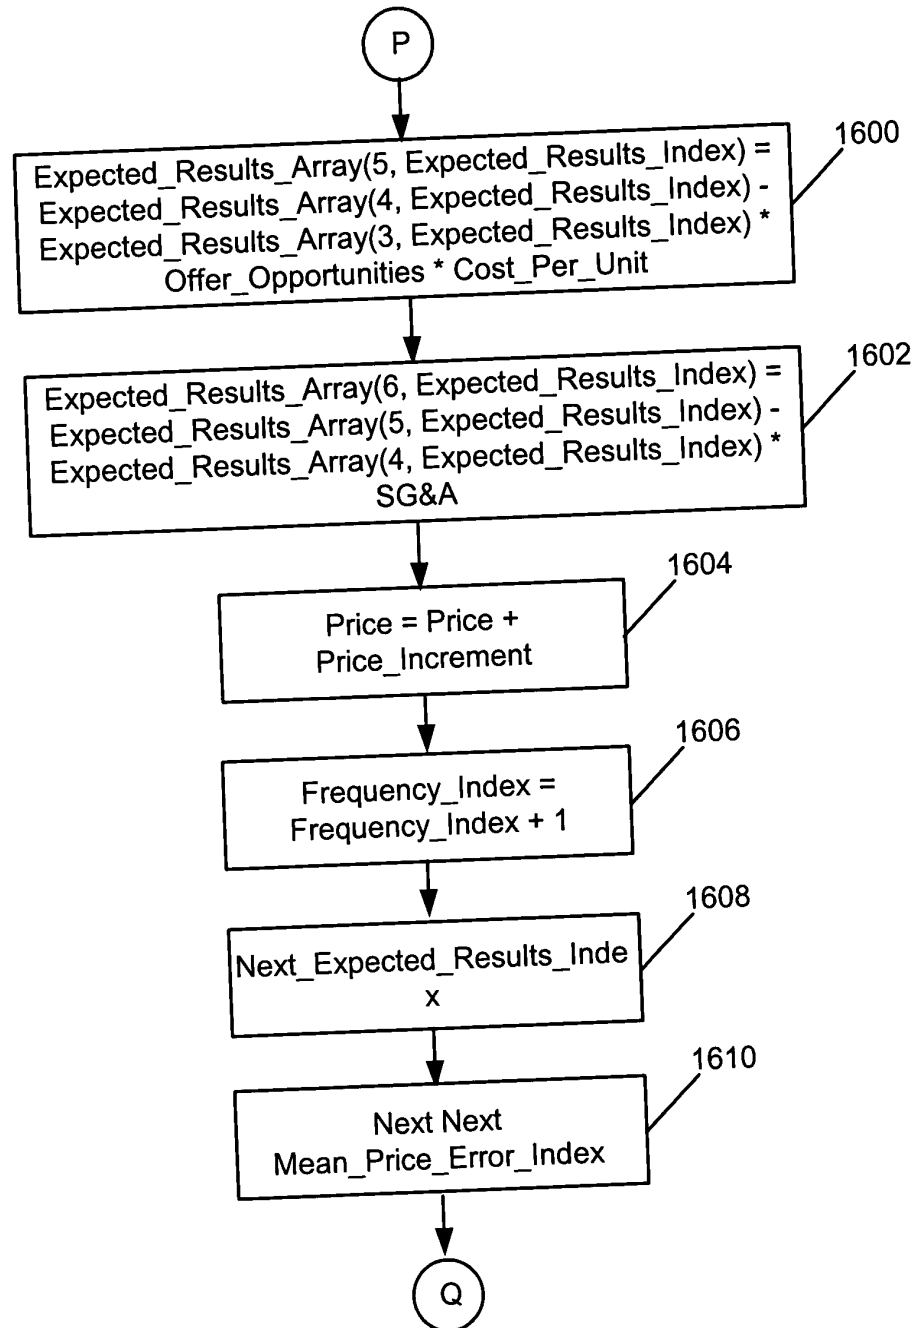 P
1600
Expected_Results_Array(5, Expected_Results_Index) =
Expected_Results_Array(4, Expected_Results_Index) -
Expected_Results_Array(3, Expected_Results_Index) *
Offer_Opportunities * Cost_Per_Unit
1602
Expected_Results_Array(6, Expected_Results_Index) =
Expected_Results_Array(5, Expected_Results_Index) -
Expected_Results_Array(4, Expected_Results_Index) *
SG&A
1604
Price = Price +
Price_Increment
1606
Frequency_Index =
Frequency_Index + 1
1608
Next_Expected_Results_Inde
x
1610
Next Next
Mean_Price_Error_Index
Q